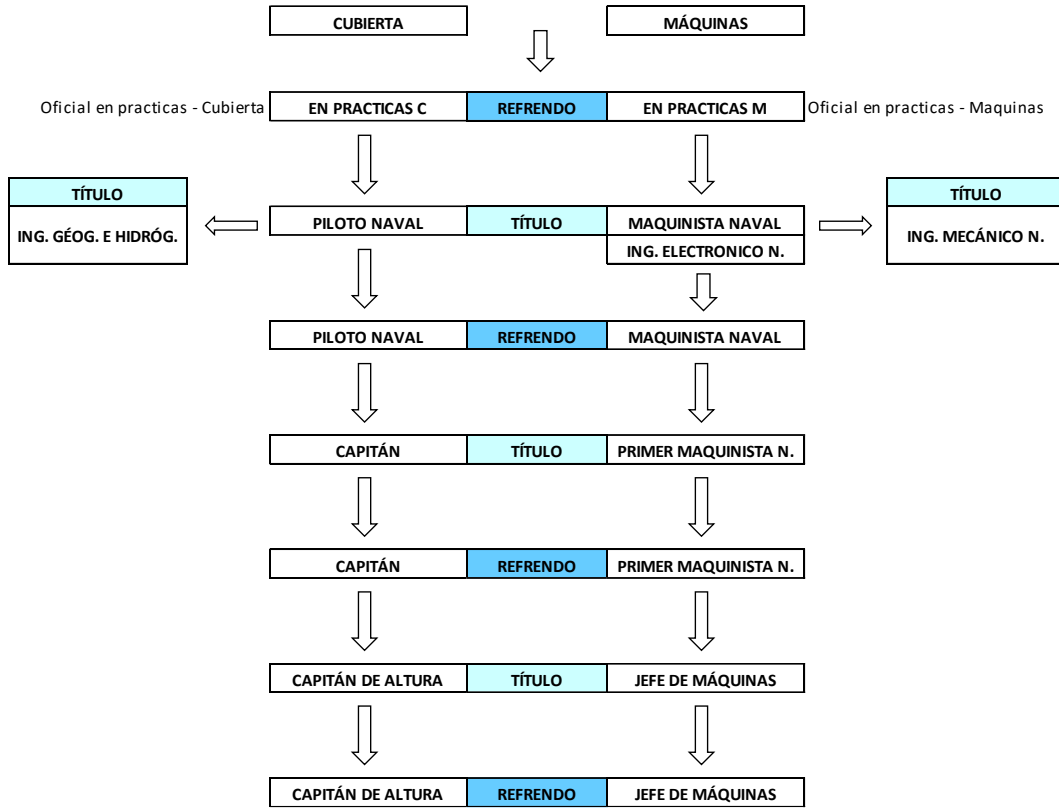 CUBIERTA MÁQUINAS
Oficial en practicas - Cubierta EN PRACTICAS C REFRENDO EN PRACTICAS M Oficial en practicas - Maquinas
TÍTULO TÍTULO
PILOTO NAVAL TÍTULO MAQUINISTA NAVAL
ING. GÉOG. E HIDRÓG. ING. MECÁNICO N.
ING. ELECTRONICO N.
PILOTO NAVAL REFRENDO MAQUINISTA NAVAL
CAPITÁN TÍTULO PRIMER MAQUINISTA N.
CAPITÁN REFRENDO PRIMER MAQUINISTA N.
CAPITÁN DE ALTURA TÍTULO JEFE DE MÁQUINAS
CAPITÁN DE ALTURA REFRENDO JEFE DE MÁQUINAS